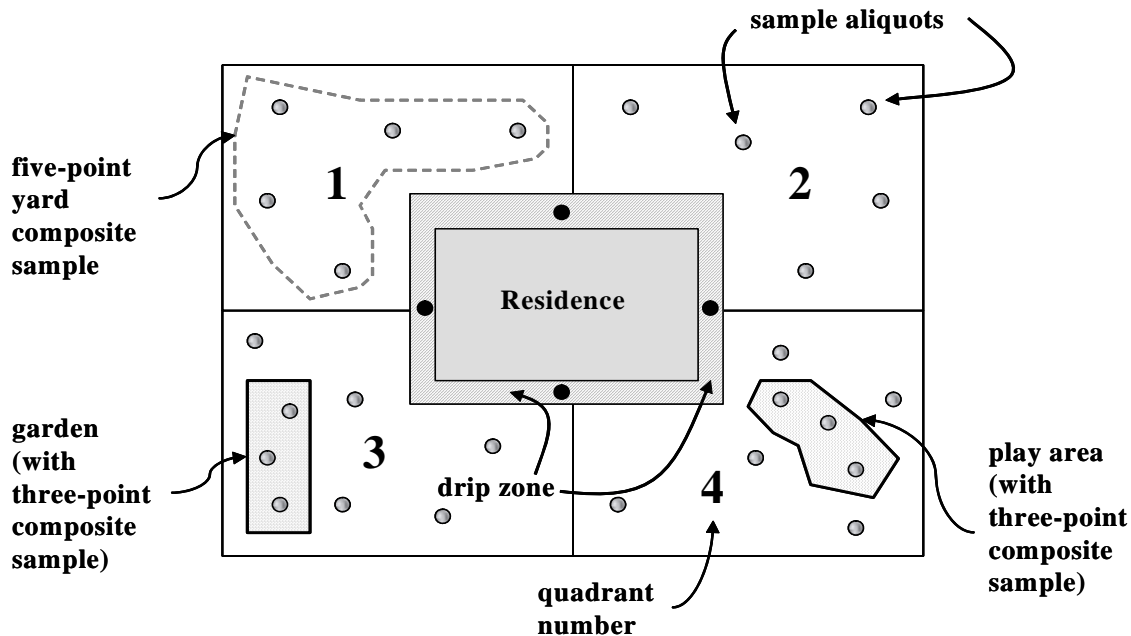 sample aliquots
five-point
yard
composite
sample
1
2
Residence
garden
(with
three-point
composite
sample)
3
drip zone
4
play area
(with
three-point
composite
sample)
quadrant
number